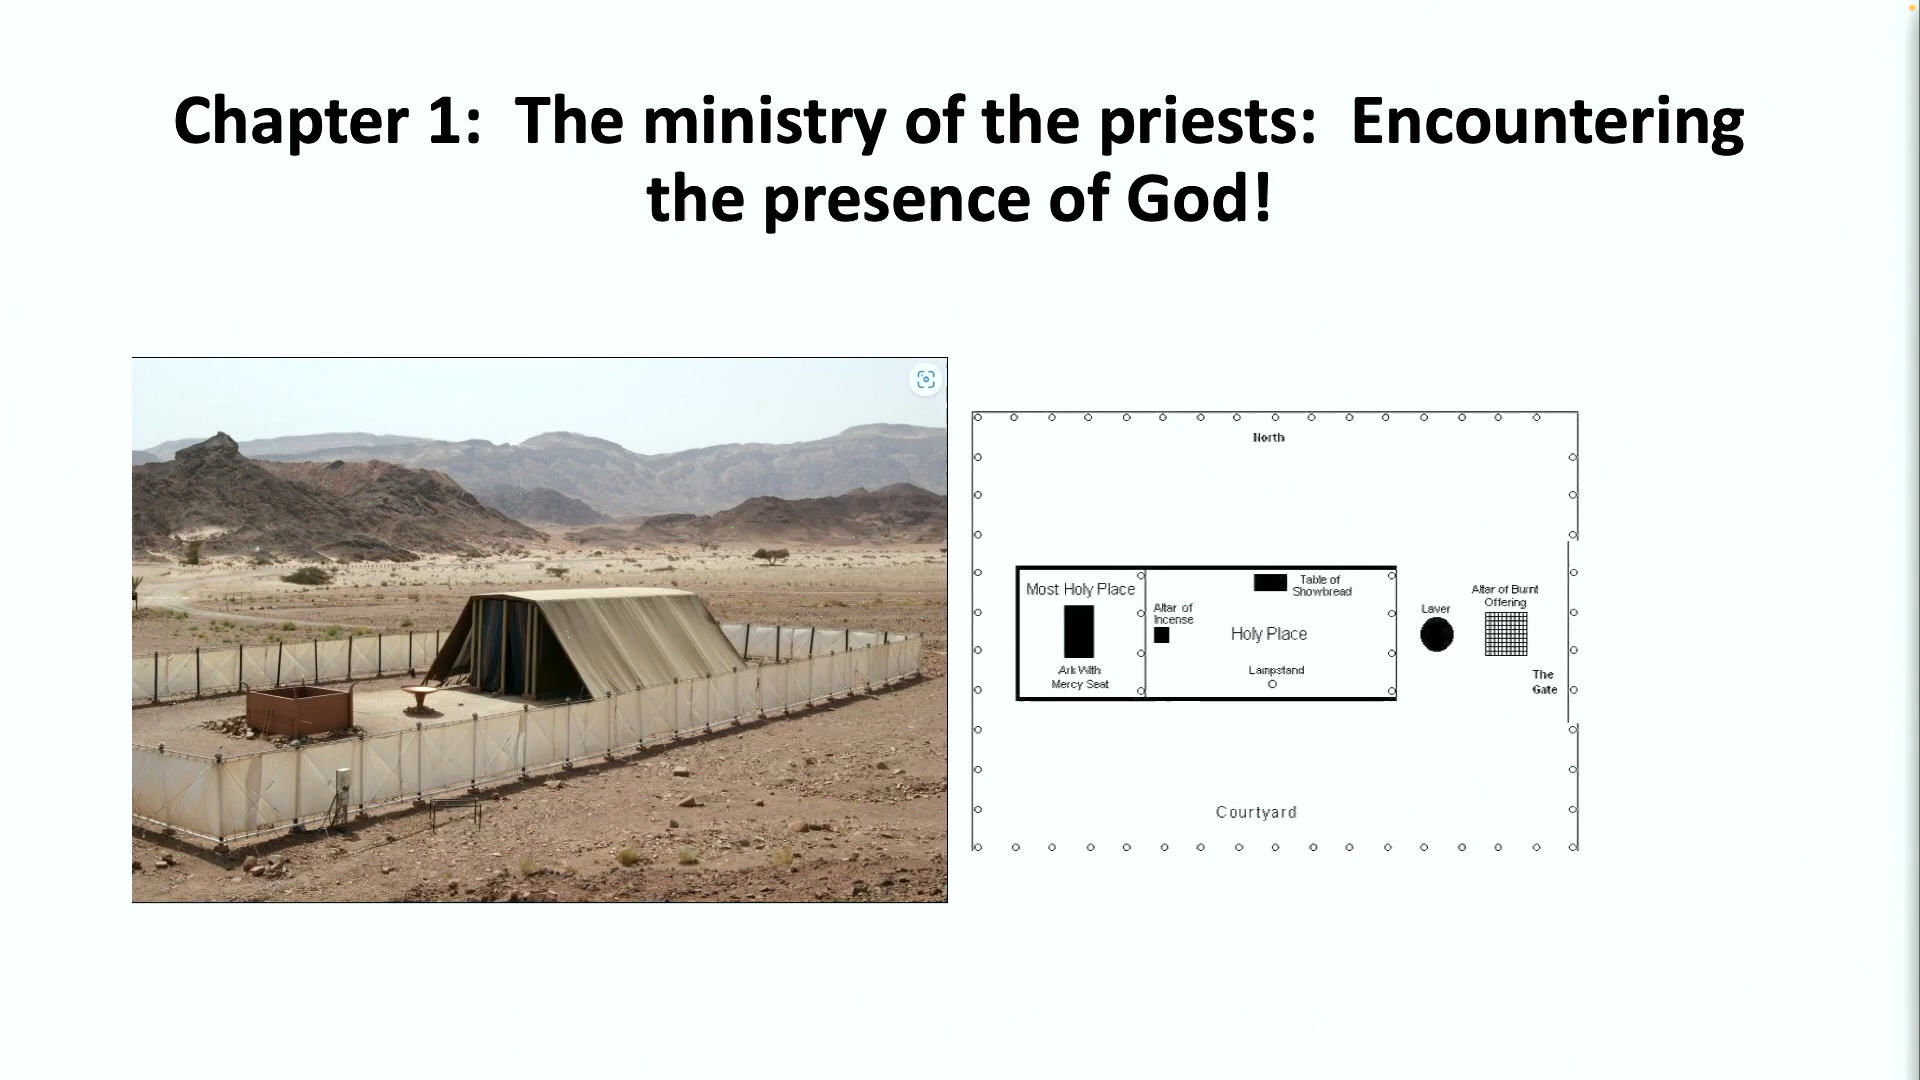 Chapter 1:  The ministry of the priests:  Encountering
the presence of God!
North
Most Holy Place
Ark With
Mercy Seat
Altar of
Incense
Table of
Showbread
Holy Place
Lampstand
Laver
Altar of Burnt
Offering
The
Gate
Courtyard